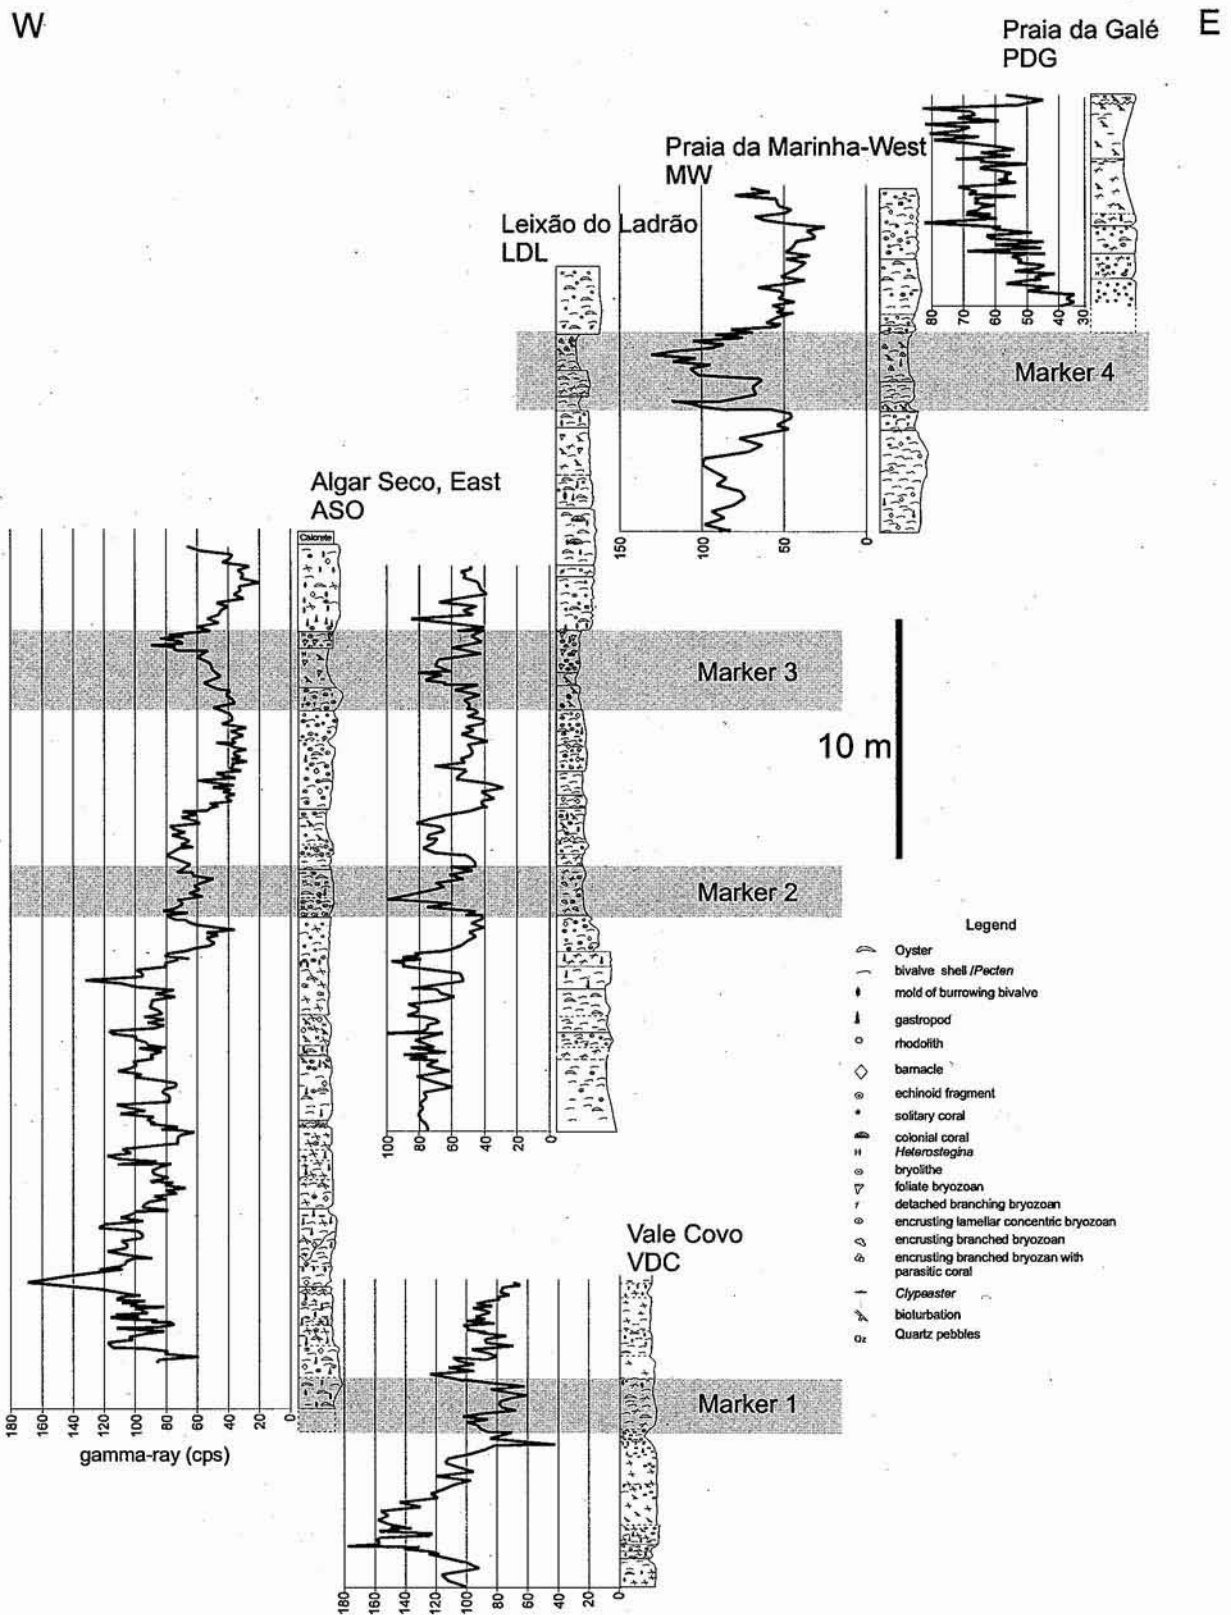 W
E
Praia da Galé
PDG
Praia da Marinha-West
MW
Leixão do Ladrão
LDL
80
70
60
50
40
30
Marker 4
150
100
50
0
Algar Seco, East
ASO
Calcrete
Marker 3
10 m
Marker 2
100
80
60
40
20
0
Legend
Oyster
bivalve shell /Pecten
mold of burrowing bivalve
gastropod
rhodolith
barnacle
echinoid fragment
solitary coral
colonial coral
Heterostegina
bryolithe
foliate bryozoan
detached branching bryozoan
encrusting lamellar concentric bryozoan
encrusting branched bryozoan
encrusting branched bryozan with
parasitic coral
Clypeaster
bioturbation
Qz Quartz pebbles
Vale Covo
VDC
Marker 1
180
160
140
120
100
80
60
40
20
0
gamma-ray (cps)
180
160
140
120
100
80
60
40
20
0